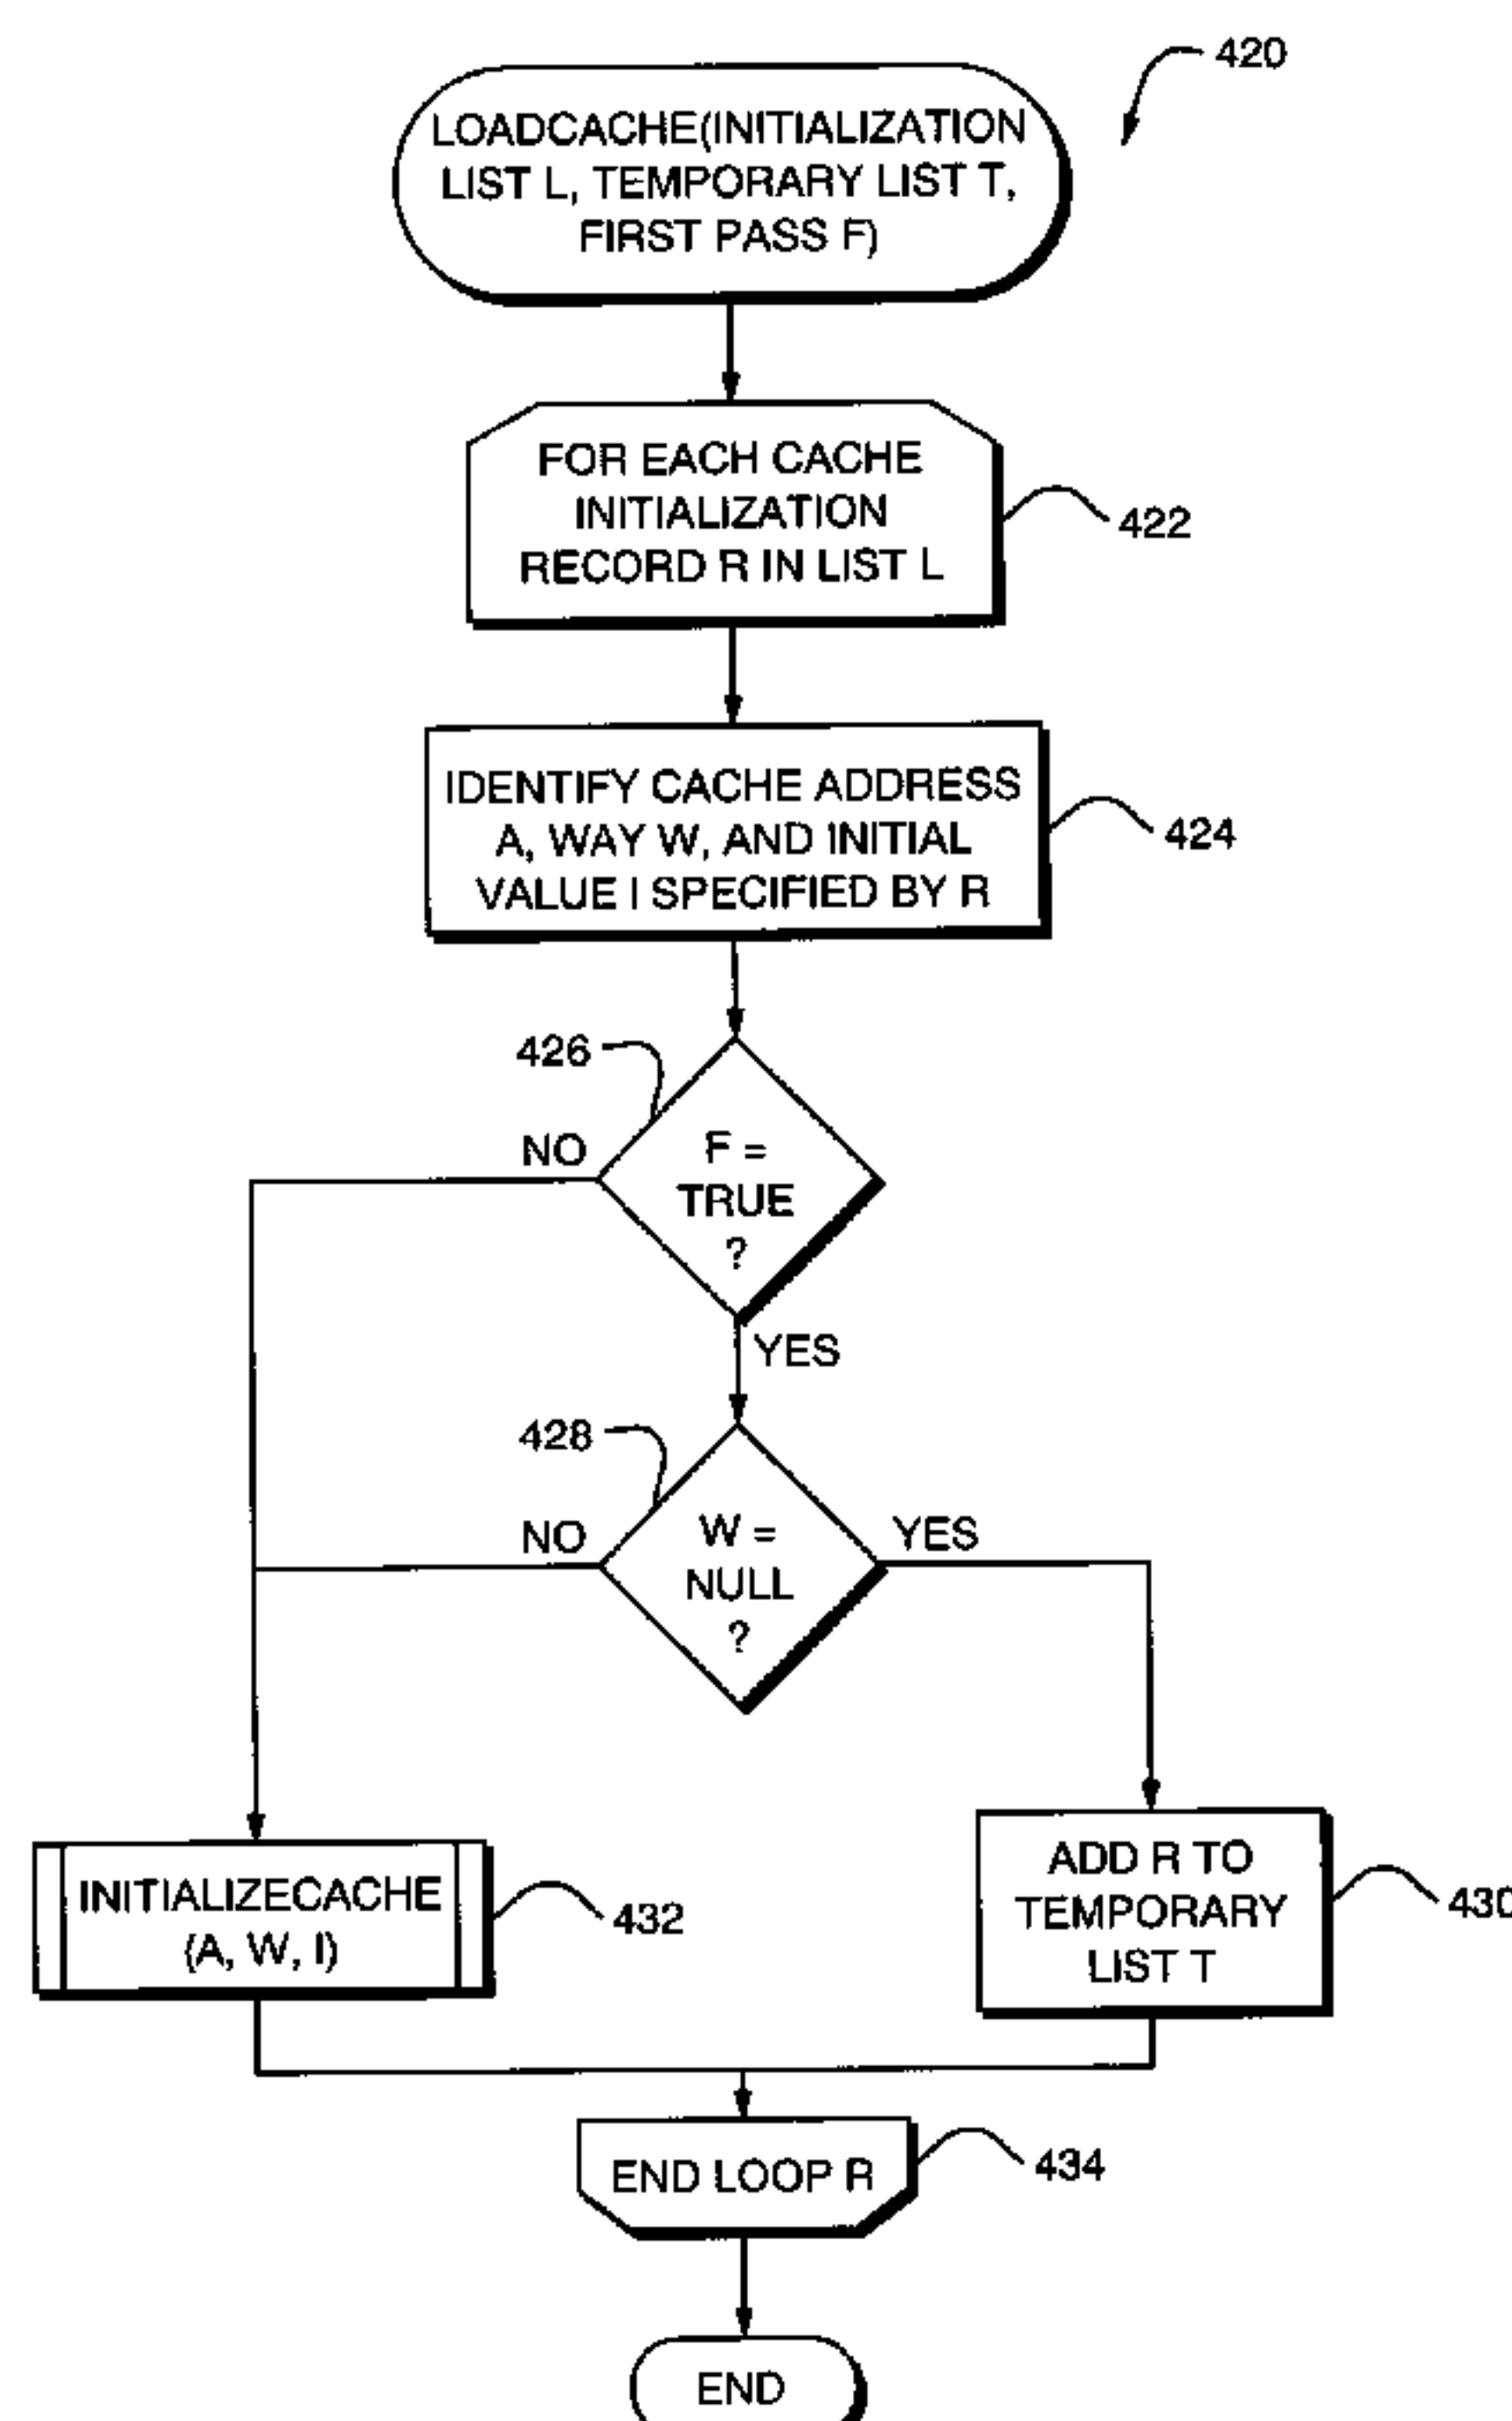 420
LOADCACHE(INITIALIZATION
LIST L, TEMPORARY LIST T,
FIRST PASS F)
FOR EACH CACHE
INITIALIZATION
RECORD R IN LIST L
422
IDENTIFY CACHE ADDRESS
A, WAY W, AND INITIAL
VALUE I SPECIFIED BY R
424
426
NO
F =
TRUE
?
YES
428
NO
W =
NULL
?
YES
INITIALIZECACHE
(A, W, I)
432
ADD R TO
TEMPORARY
LIST T
430
END LOOP R
434
END